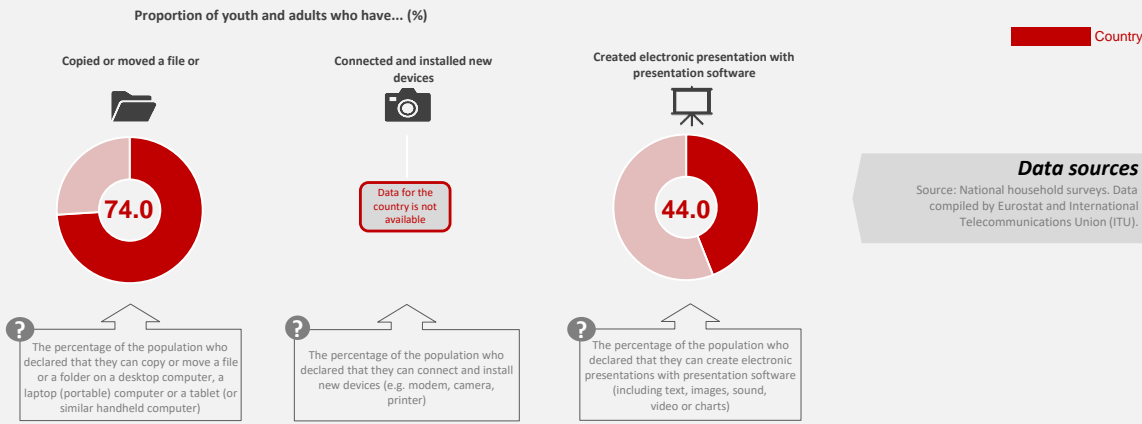 Proportion of youth and adults who have... (%)
Country
Copied or moved a file or
Connected and installed new
devices
Created electronic presentation with
presentation software
74.0
Data for the
country is not
available
44.0
Data sources
Source: National household surveys. Data
compiled by Eurostat and International
Telecommunications Union (ITU).
?
The percentage of the population who
declared that they can copy or move a file
or a folder on a desktop computer, a
laptop (portable) computer or a tablet (or
similar handheld computer)
?
The percentage of the population who
declared that they can connect and install
new devices (e.g. modem, camera,
printer)
?
The percentage of the population who
declared that they can create electronic
presentations with presentation software
(including text, images, sound,
video or charts)